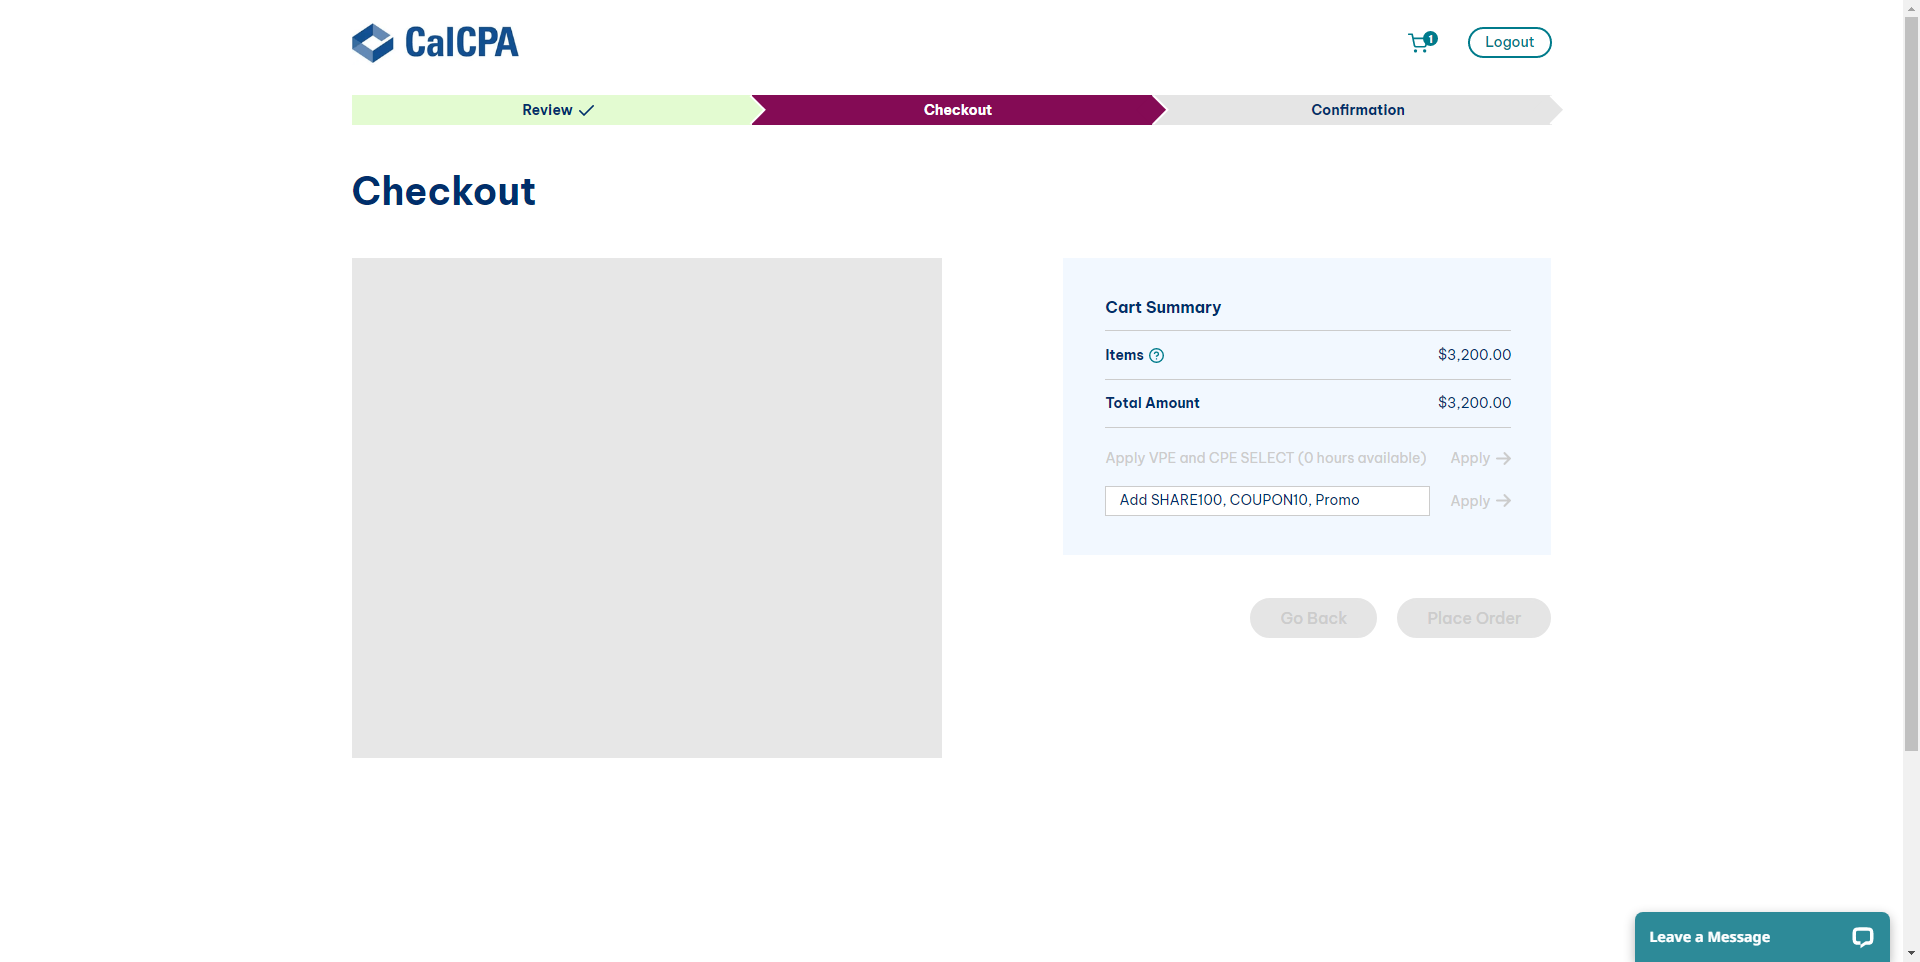 CalCPA
1
Logout
Review
Checkout
Confirmation
Checkout
Cart Summary
Items ?
$3,200.00
Total Amount
$3,200.00
Apply VPE and CPE SELECT (0 hours available)
Apply
Add SHARE100, COUPON10, Promo
Apply
Go Back
Place Order
Leave a Message